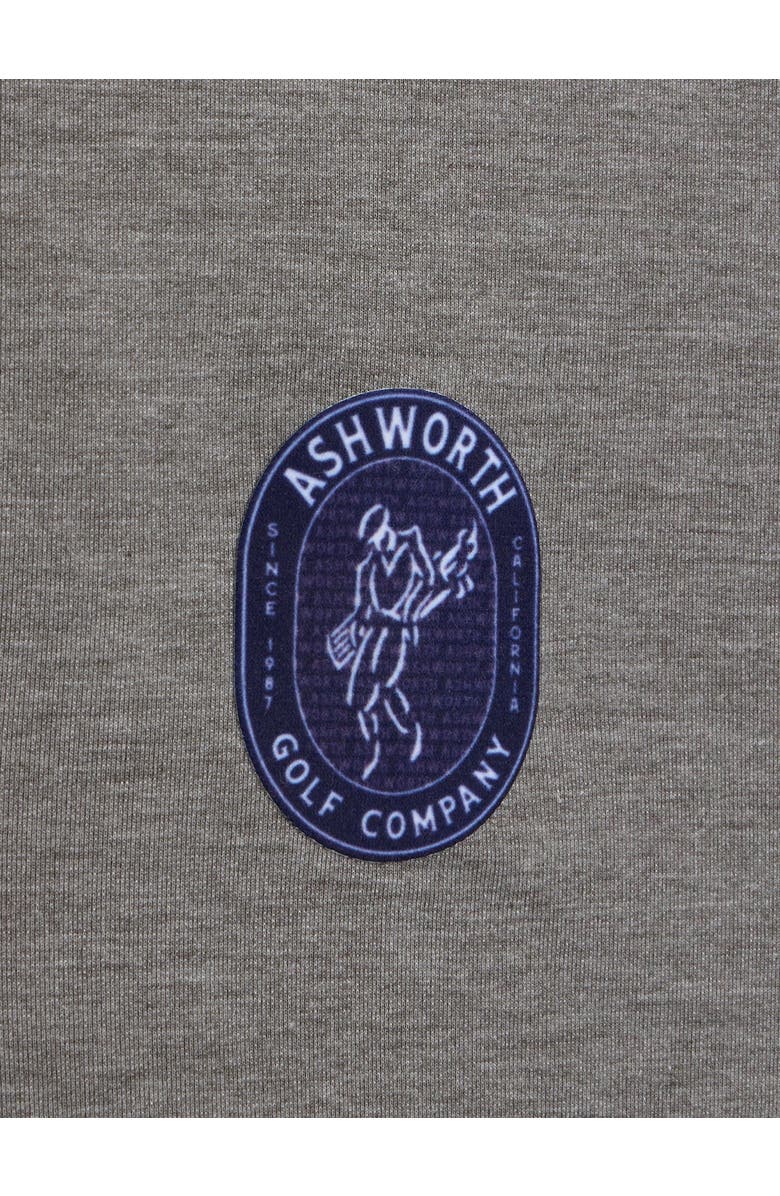 ASHWORTH
SINCE 1987
CALIFORNIA
GOLF COMPANY